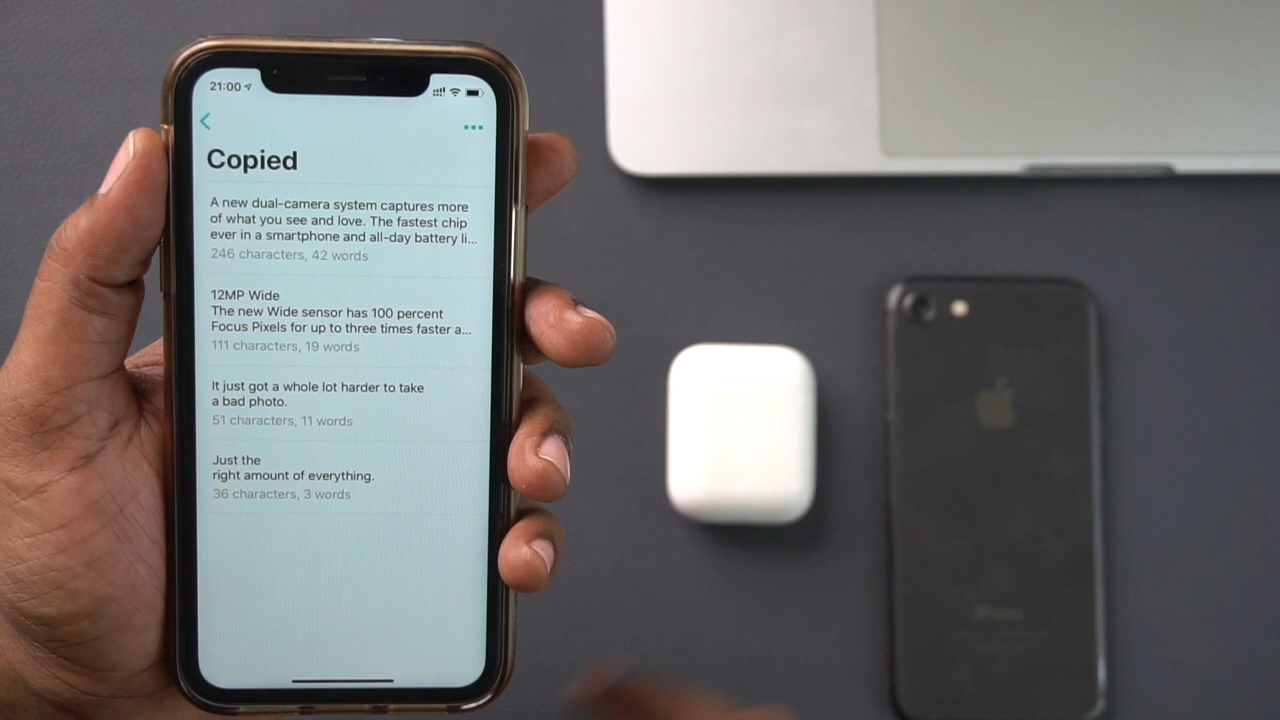 21:00
Copied
A new dual-camera system captures more
of what you see and love. The fastest chip
ever in a smartphone and all-day battery li...
246 characters, 42 words
12MP Wide
The new Wide sensor has 100 percent
Focus Pixels for up to three times faster a...
111 characters, 19 words
It just got a whole lot harder to take
a bad photo.
51 characters, 11 words
Just the
right amount of everything.
36 characters, 3 words
iPhone